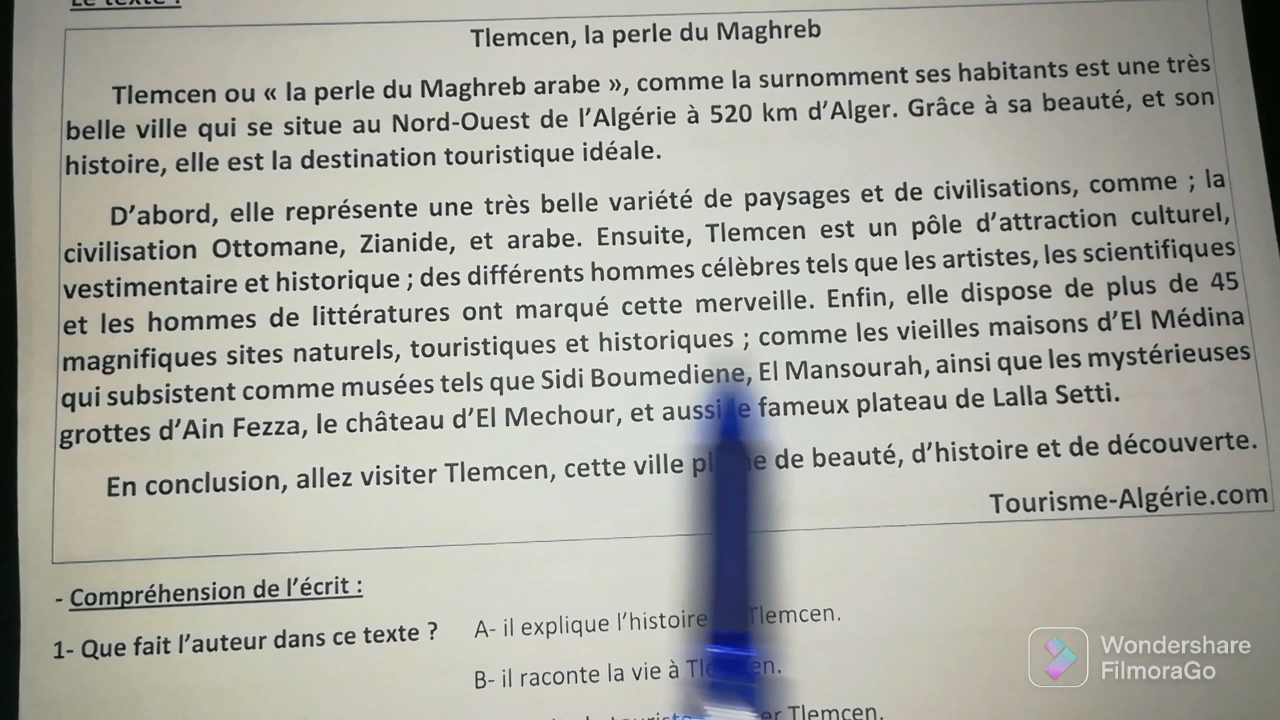 Le texte :
Tlemcen, la perle du Maghreb
Tlemcen ou « la perle du Maghreb arabe », comme la surnomment ses habitants est une très
belle ville qui se situe au Nord-Ouest de l'Algérie à 520 km d'Alger. Grâce à sa beauté, et son
histoire, elle est la destination touristique idéale.
D'abord, elle représente une très belle variété de paysages et de civilisations, comme ; la
civilisation Ottomane, Zianide, et arabe. Ensuite, Tlemcen est un pôle d'attraction culturel,
vestimentaire et historique ; des différents hommes célèbres tels que les artistes, les scientifiques
et les hommes de littératures ont marqué cette merveille. Enfin, elle dispose de plus de 45
magnifiques sites naturels, touristiques et historiques ; comme les vieilles maisons d'El Médina
qui subsistent comme musées tels que Sidi Boumediene, El Mansourah, ainsi que les mystérieuses
grottes d'Ain Fezza, le château d'El Mechour, et aussi le fameux plateau de Lalla Setti.
En conclusion, allez visiter Tlemcen, cette ville pleine de beauté, d'histoire et de découverte.
Tourisme-Algérie.com
- Compréhension de l'écrit :
1- Que fait l'auteur dans ce texte ? A- il explique l'histoire Tlemcen.
B- il raconte la vie à Tlemcen.
Tlemcen.
Wondershare
FilmoraGo